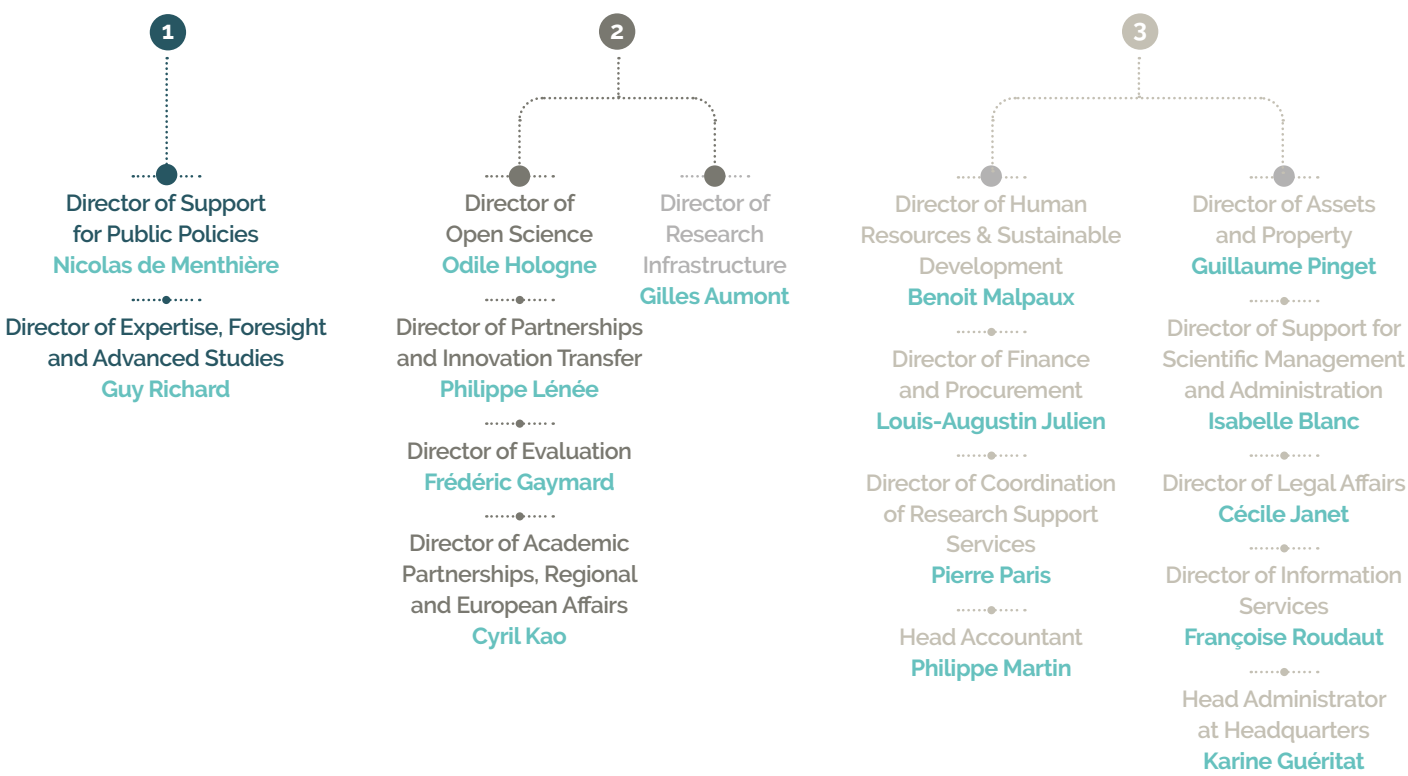 1
Director of Support
for Public Policies
Nicolas de Menthière
Director of Expertise, Foresight
and Advanced Studies
Guy Richard
2
Director of
Open Science
Odile Hologne
Director of Partnerships
and Innovation Transfer
Philippe Lénée
Director of Evaluation
Frédéric Gaymard
Director of Academic
Partnerships, Regional
and European Affairs
Cyril Kao
Director of
Research
Infrastructure
Gilles Aumont
3
Director of Human
Resources & Sustainable
Development
Benoit Malpaux
Director of Finance
and Procurement
Louis-Augustin Julien
Director of Coordination
of Research Support
Services
Pierre Paris
Head Accountant
Philippe Martin
Director of Assets
and Property
Guillaume Pinget
Director of Support for
Scientific Management
and Administration
Isabelle Blanc
Director of Legal Affairs
Cécile Janet
Director of Information
Services
Françoise Roudaut
Head Administrator
at Headquarters
Karine Guéritat